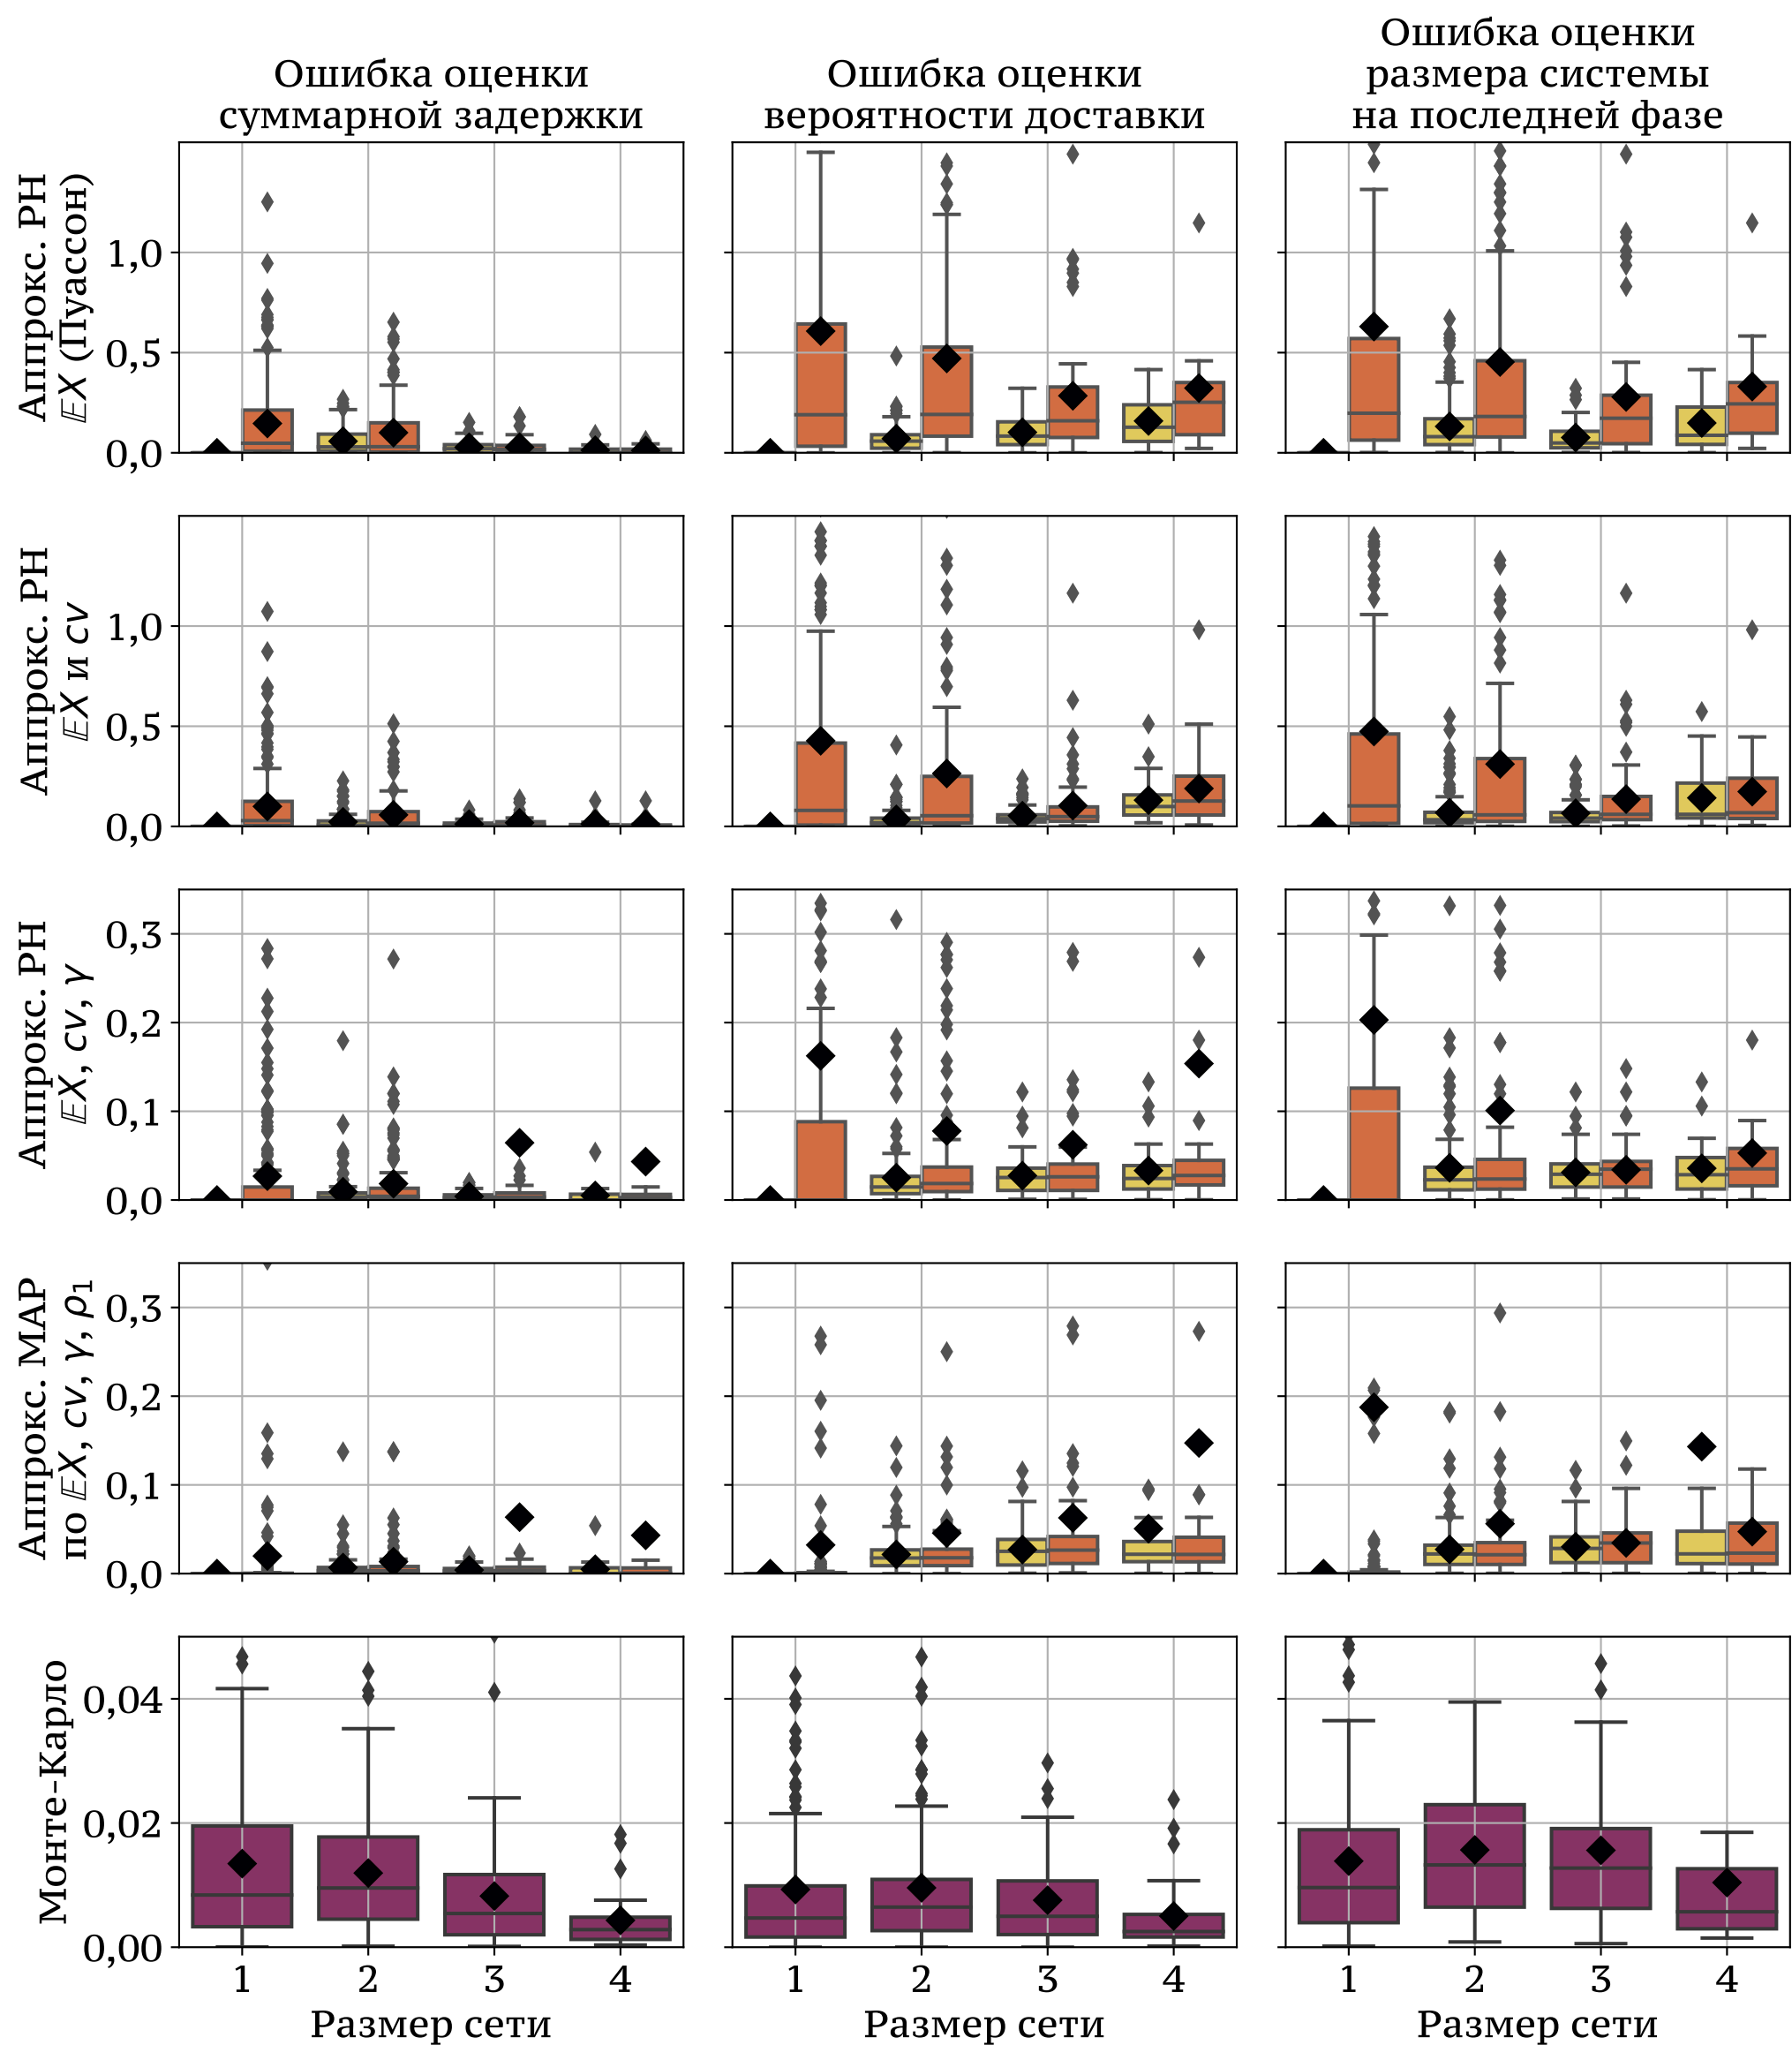 Ошибка оценки
суммарной задержки
Ошибка оценки
вероятности доставки
Ошибка оценки
размера системы
на последней фазе
Аппрокс. PH
𝔼X (Пуассон)
1,0
0,5
0,0
Аппрокс. PH
𝔼X и cv
1,0
0,5
0,0
Аппрокс. PH
𝔼X, cv, γ
0,3
0,2
0,1
0,0
Аппрокс. MAP
по 𝔼X, cv, γ, ρ₁
0,3
0,2
0,1
0,0
Монте-Карло
0,04
0,02
0,00
1 2 3 4
Размер сети
1 2 3 4
Размер сети
1 2 3 4
Размер сети